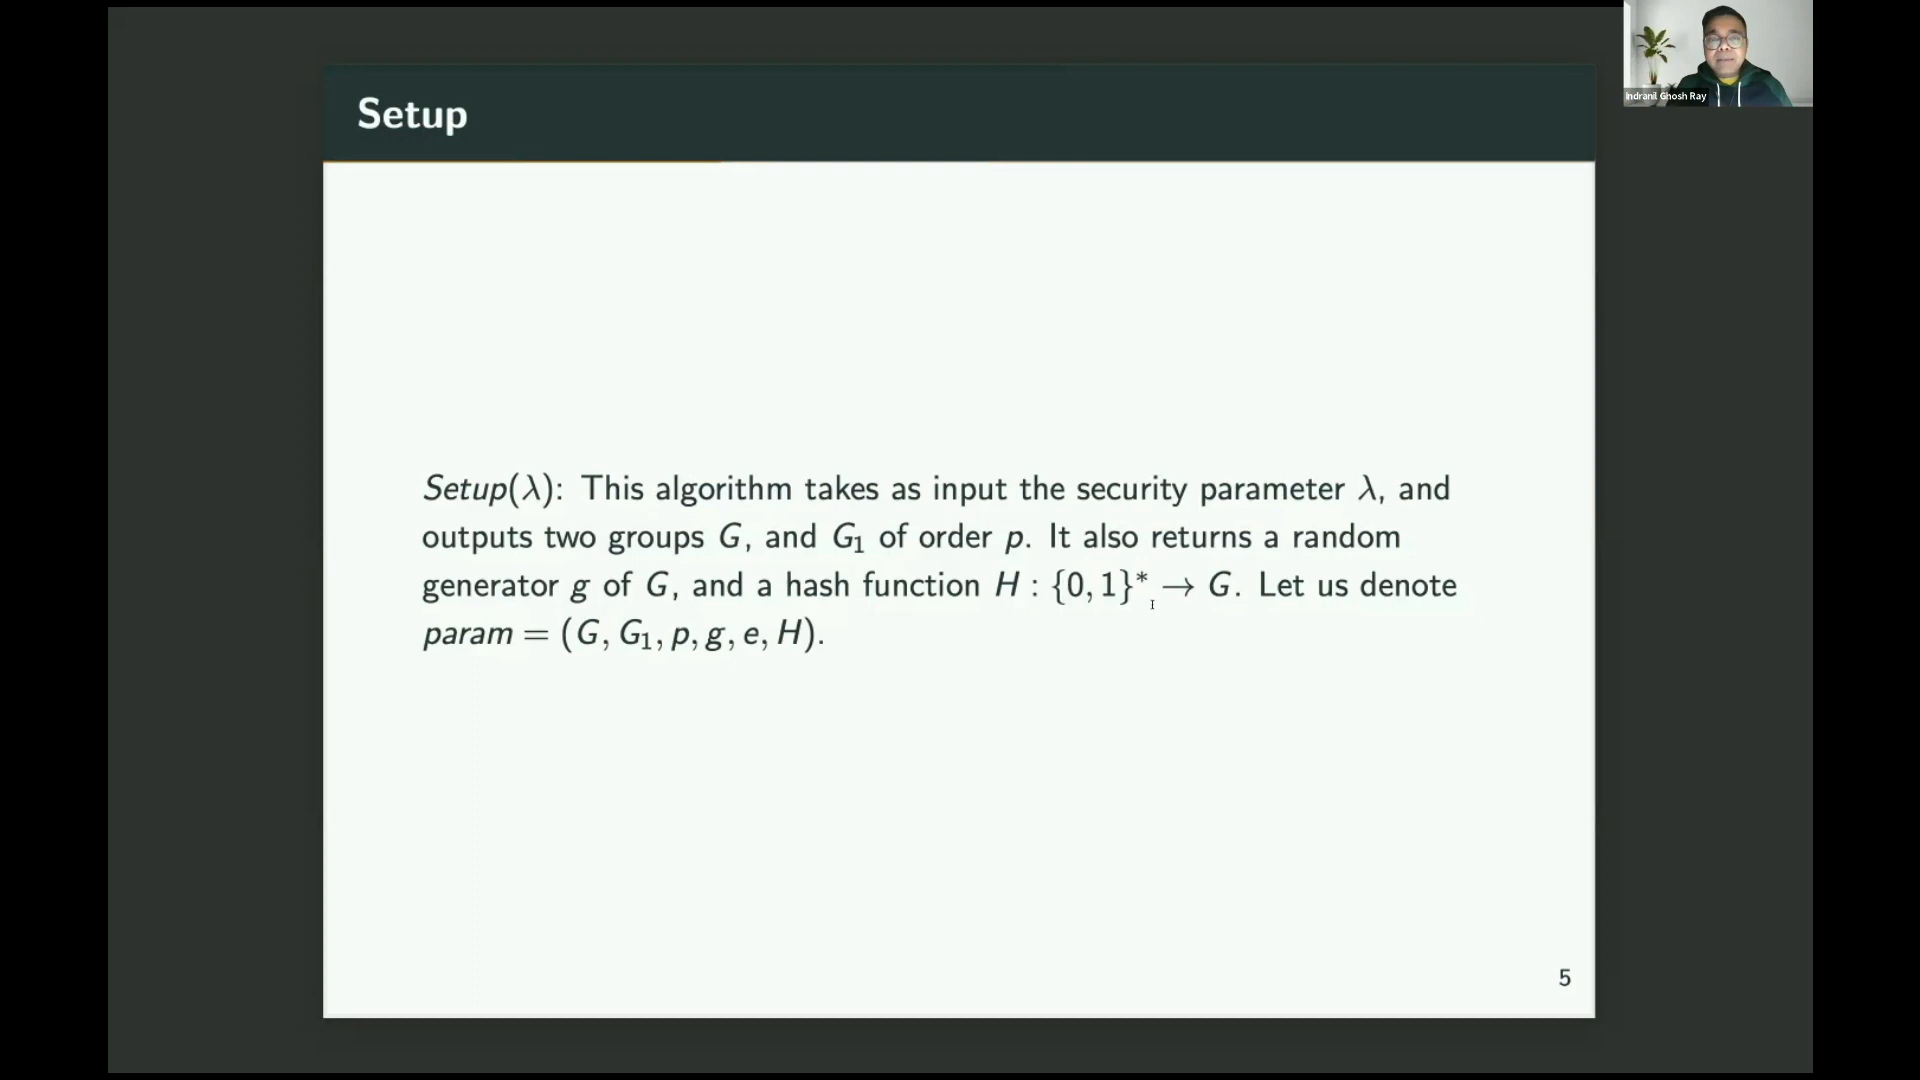 Setup
Indranil Ghosh Ray
Setup(λ): This algorithm takes as input the security parameter λ, and
outputs two groups G, and G₁ of order p. It also returns a random
generator g of G, and a hash function H : {0, 1}* → G. Let us denote
param = (G, G₁, p, g, e, H).
5